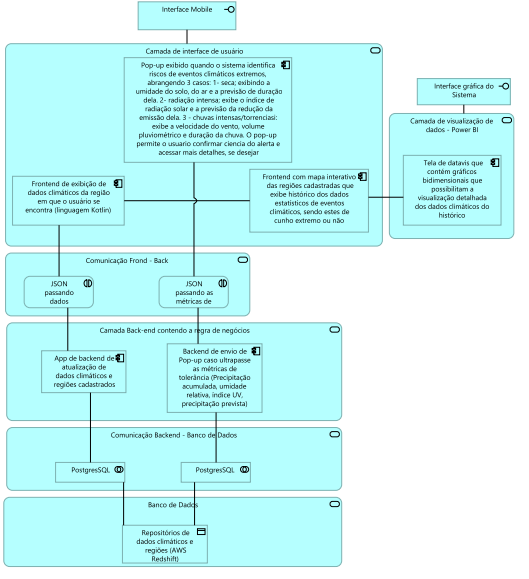 Interface Mobile
Camada de interface de usuário
Pop-up exibido quando o sistema identifica
riscos de eventos climáticos extremos,
abrangendo 3 casos: 1- seca; exibindo a
umidade do solo, do ar e a previsão de duração
dela. 2- radiação intensa; exibe o índice de
radiação solar e a previsão da redução da
emissão dela. 3 - chuvas intensas/torrenciasi:
exibe a velocidade do vento, volume
pluviométrico e duração da chuva. O pop-up
permite o usuario confirmar ciencia do alerta e
acessar mais detalhes, se desejar
Interface gráfica do
Sistema
Camada de visualização de
dados - Power BI
Tela de datavis que
contém gráficos
bidimensionais que
possibilitam a
visualização detalhada
dos dados climáticos do
histórico
Frontend de exibição de
dados climáticos da região
em que o usuário se
encontra (linguagem Kotlin)
Frontend com mapa interativo
das regiões cadastradas que
exibe histórico dos dados
estatísticos de eventos
climáticos, sendo estes de
cunho extremo ou não
Comunicação Frond - Back
JSON
passando
dados
JSON
passando as
métricas de
Camada Back-end contendo a regra de negócios
App de backend de
atualização de
dados climáticos e
regiões cadastrados
Backend de envio de
Pop-up caso ultrapasse
as métricas de
tolerância (Precipitação
acumulada, umidade
relativa, índice UV,
precipitação prevista)
Comunicação Backend - Banco de Dados
PostgresSQL
PostgresSQL
Banco de Dados
Repositórios de
dados climáticos e
regiões (AWS
Redshift)